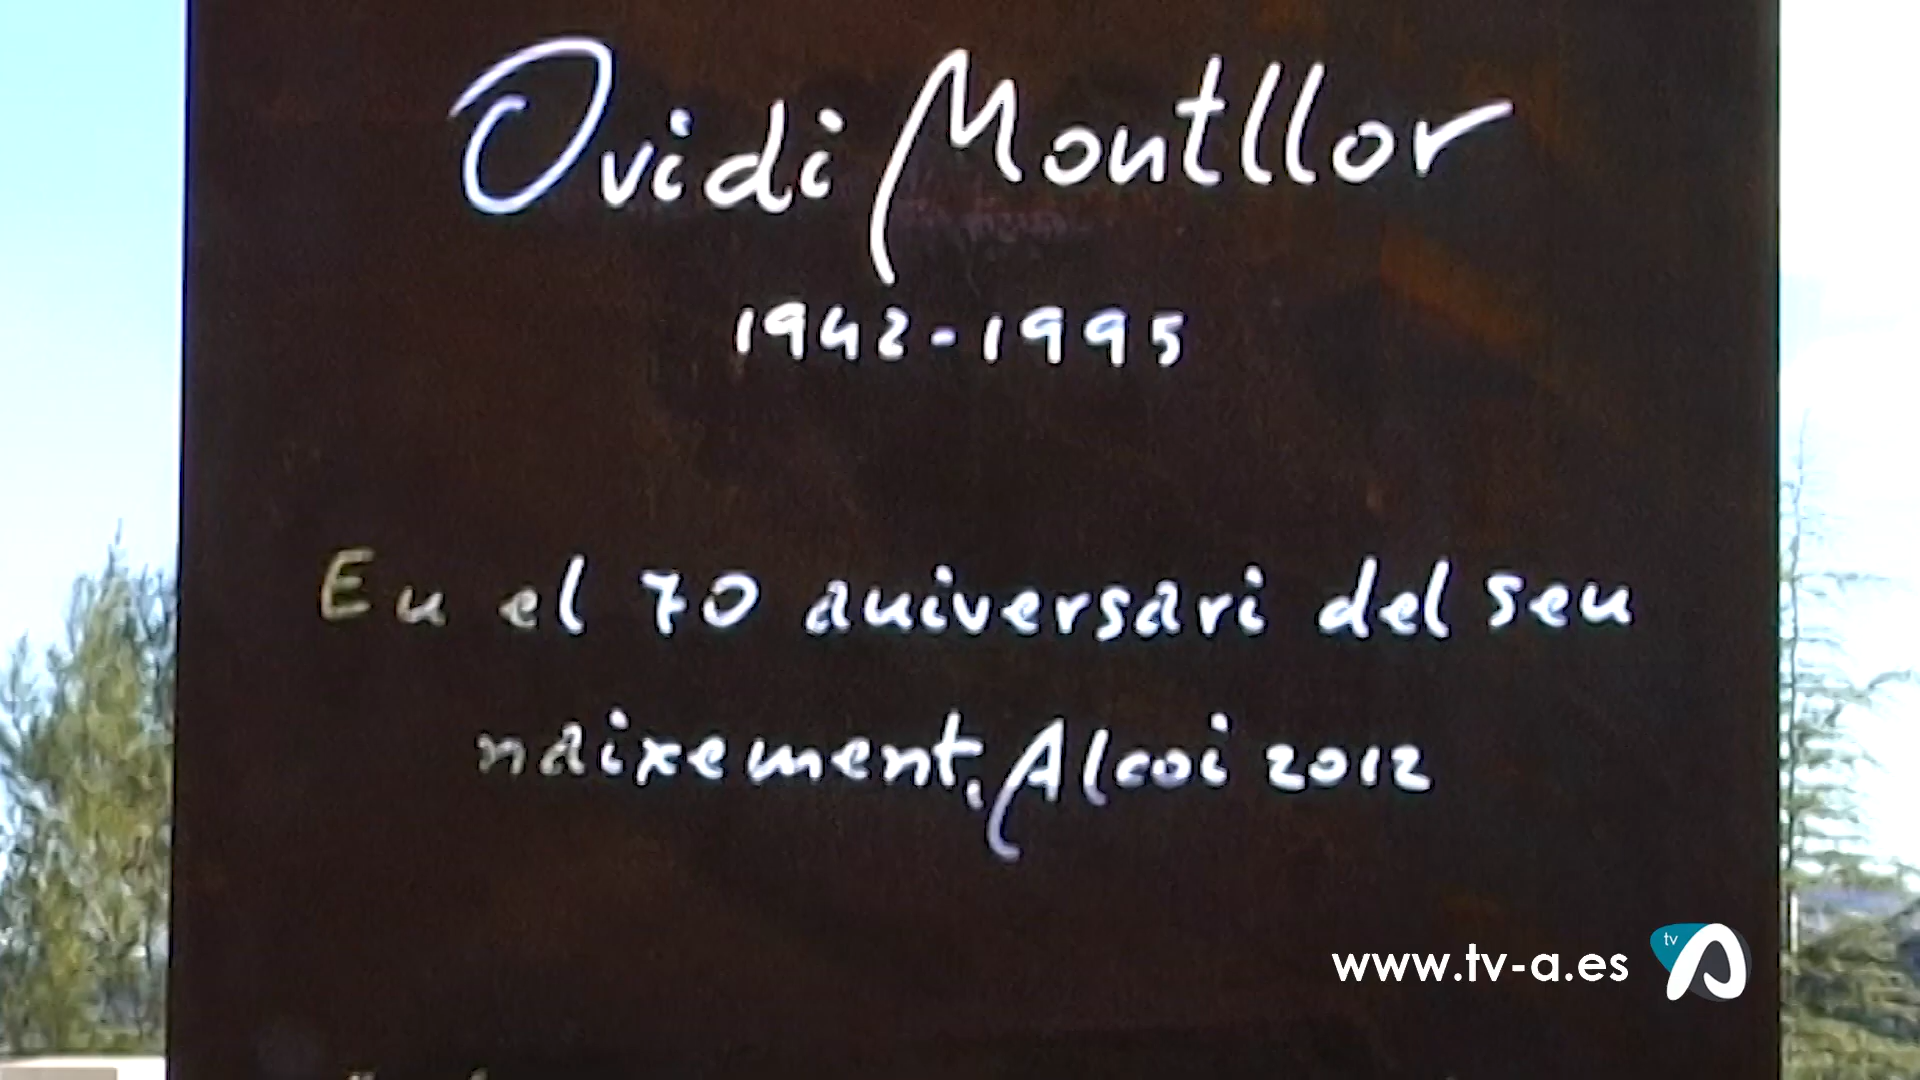 Ovidi Montllor
1942-1995
En el 70 aniversari del seu
naixement, Alcoi 2012
www.tv-a.es
tv